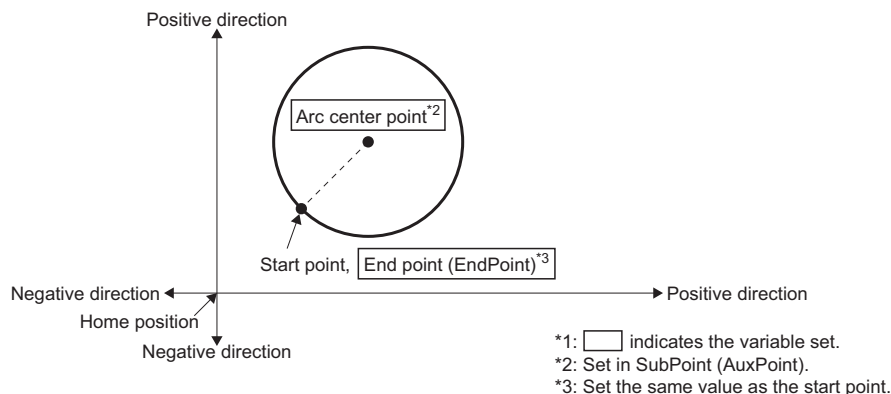 Positive direction
Arc center point*2
Start point, End point (EndPoint)*3
Negative direction
Positive direction
Home position
Negative direction
*1: indicates the variable set.
*2: Set in SubPoint (AuxPoint).
*3: Set the same value as the start point.